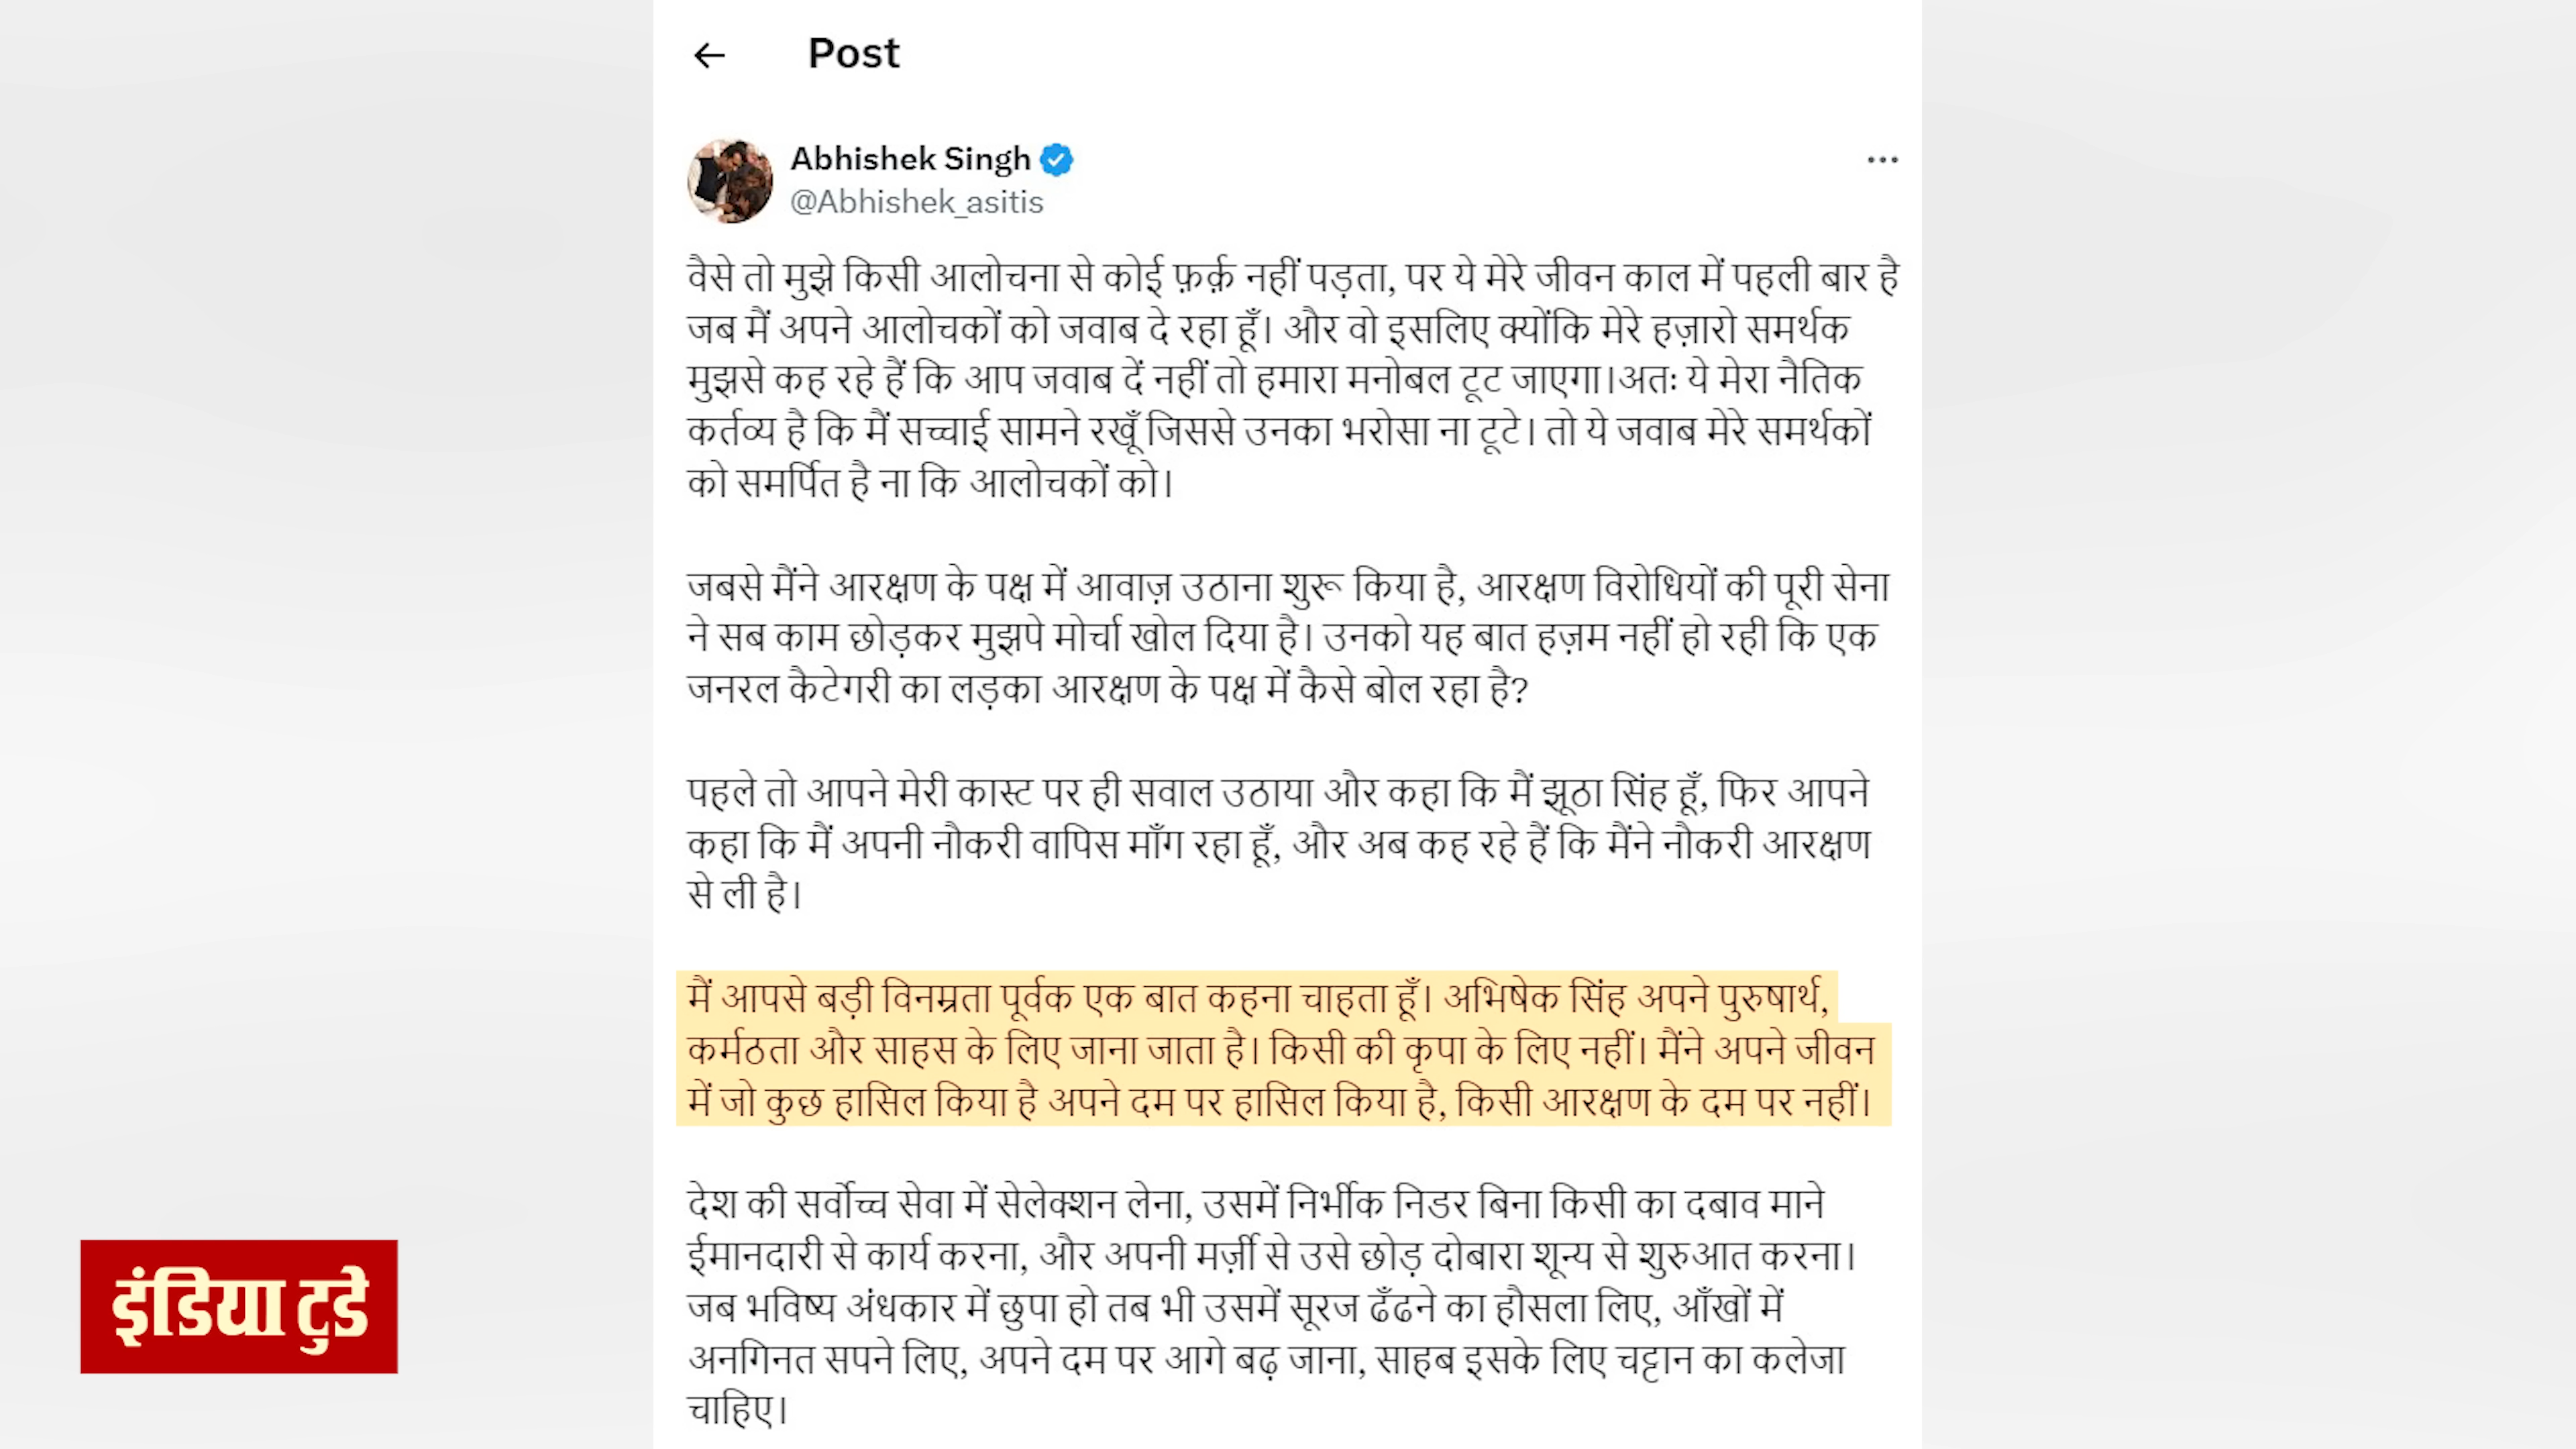 Post
Abhishek Singh
@Abhishek_asitis
वैसे तो मुझे किसी आलोचना से कोई फ़र्क़ नहीं पड़ता, पर ये मेरे जीवन काल में पहली बार है
जब मैं अपने आलोचकों को जवाब दे रहा हूँ। और वो इसलिए क्योंकि मेरे हज़ारो समर्थक
मुझसे कह रहे हैं कि आप जवाब दें नहीं तो हमारा मनोबल टूट जाएगा।अतः ये मेरा नैतिक
कर्तव्य है कि मैं सच्चाई सामने रखूँ जिससे उनका भरोसा ना टूटे। तो ये जवाब मेरे समर्थकों
को समर्पित है ना कि आलोचकों को।
जबसे मैंने आरक्षण के पक्ष में आवाज़ उठाना शुरू किया है, आरक्षण विरोधियों की पूरी सेना
ने सब काम छोड़कर मुझपे मोर्चा खोल दिया है। उनको यह बात हज़म नहीं हो रही कि एक
जनरल कैटेगरी का लड़का आरक्षण के पक्ष में कैसे बोल रहा है?
पहले तो आपने मेरी कास्ट पर ही सवाल उठाया और कहा कि मैं झूठा सिंह हूँ, फिर आपने
कहा कि मैं अपनी नौकरी वापिस माँग रहा हूँ, और अब कह रहे हैं कि मैंने नौकरी आरक्षण
से ली है।
मैं आपसे बड़ी विनम्रता पूर्वक एक बात कहना चाहता हूँ। अभिषेक सिंह अपने पुरुषार्थ,
कर्मठता और साहस के लिए जाना जाता है। किसी की कृपा के लिए नहीं। मैंने अपने जीवन
में जो कुछ हासिल किया है अपने दम पर हासिल किया है, किसी आरक्षण के दम पर नहीं।
देश की सर्वोच्च सेवा में सेलेक्शन लेना, उसमें निर्भीक निडर बिना किसी का दबाव माने
ईमानदारी से कार्य करना, और अपनी मर्ज़ी से उसे छोड़ दोबारा शून्य से शुरुआत करना।
जब भविष्य अंधकार में छुपा हो तब भी उसमें सूरज ढँढने का हौसला लिए, आँखों में
अनगिनत सपने लिए, अपने दम पर आगे बढ़ जाना, साहब इसके लिए चट्टान का कलेजा
चाहिए।
इंडिया टुडे